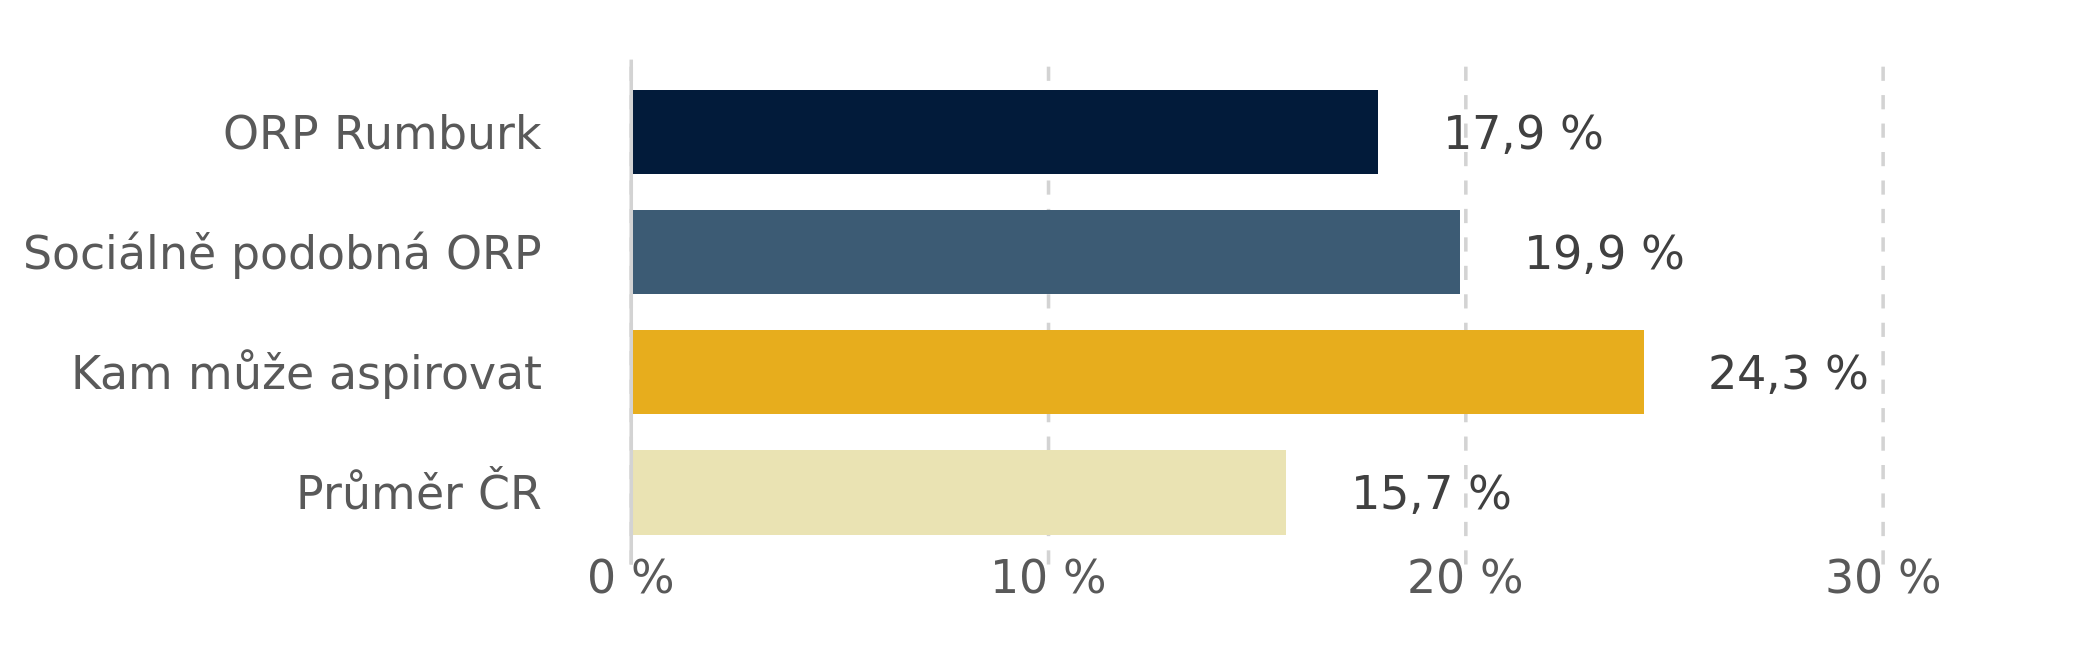 ORP Rumburk 17,9 %
Sociálně podobná ORP 19,9 %
Kam může aspirovat 24,3 %
Průměr ČR 15,7 %
0 % 10 % 20 % 30 %